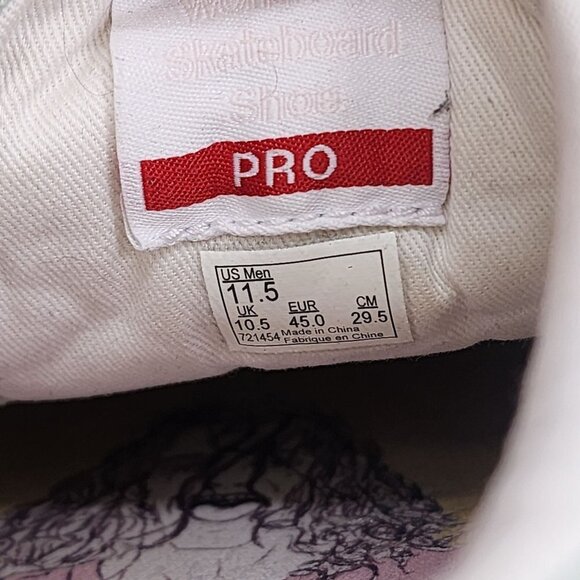 Skateboard
Shoe
PRO
US Men
11.5
UK EUR CM
10.5 45.0 29.5
721454 Made in China
Fabriqué en Chine